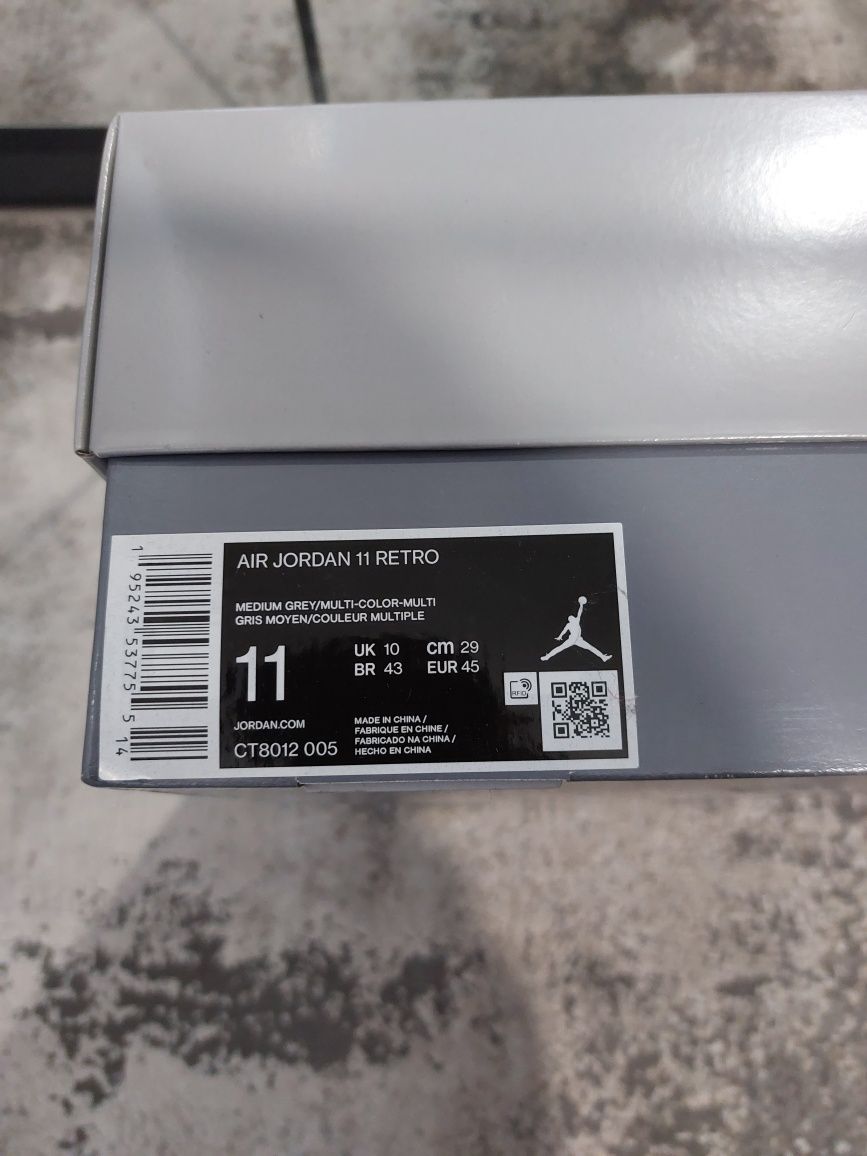 AIR JORDAN 11 RETRO
MEDIUM GREY/MULTI-COLOR-MULTI
GRIS MOYEN/COULEUR MULTIPLE
11
UK 10 cm 29
BR 43 EUR 45
RFID
JORDAN.COM
CT8012 005
MADE IN CHINA /
FABRIQUE EN CHINE /
FABRICADO NA CHINA /
HECHO EN CHINA
1 95243 53775 5 14